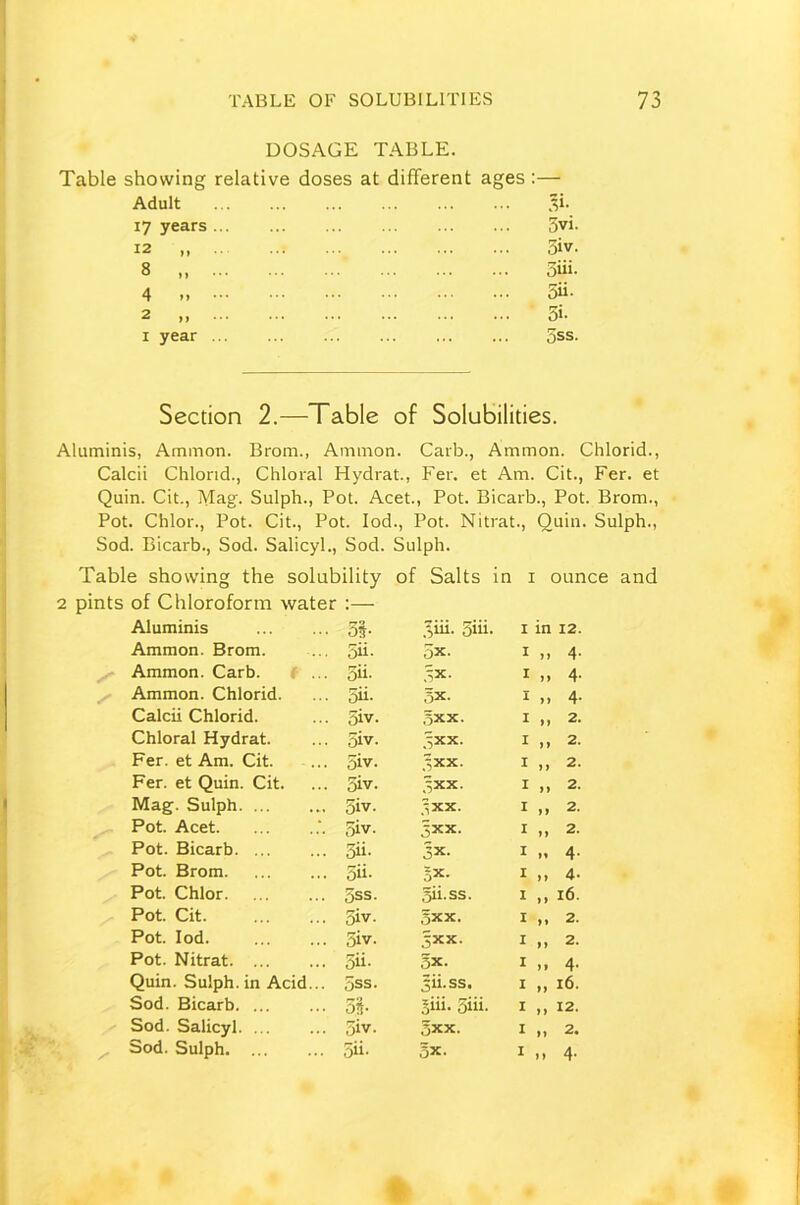 TABLE OF SOLUBILITIES 73
DOSAGE TABLE.
Table showing relative doses at different ages :—
Adult ... ... ... ... ... ... ℥i.
17 years ... ... ... ... ... ... ʒvi.
12 ,, ... ... ... ... ... ... ʒiv.
8 ,, ... ... ... ... ... ... ʒiii.
4 ,, ... ... ... ... ... ... ʒii.
2 ,, ... ... ... ... ... ... ʒi.
1 year ... ... ... ... ... ... ʒss.
Section 2.—Table of Solubilities.
Aluminis, Ammon. Brom., Ammon. Carb., Ammon. Chlorid.,
Calcii Chlorid., Chloral Hydrat., Fer. et Am. Cit., Fer. et
Quin. Cit., Mag. Sulph., Pot. Acet., Pot. Bicarb., Pot. Brom.,
Pot. Chlor., Pot. Cit., Pot. Iod., Pot. Nitrat., Quin. Sulph.,
Sod. Bicarb., Sod. Salicyl., Sod. Sulph.
Table showing the solubility of Salts in 1 ounce and
2 pints of Chloroform water :—
Aluminis ... ... ʒ⅔. ℥iii. ʒiii. 1 in 12.
Ammon. Brom. ... ʒii. ℥x. 1 ,, 4.
Ammon. Carb. ... ʒii. ℥x. 1 ,, 4.
Ammon. Chlorid. ... ʒii. ℥x. 1 ,, 4.
Calcii Chlorid. ... ʒiv. ℥xx. 1 ,, 2.
Chloral Hydrat. ... ʒiv. ℥xx. 1 ,, 2.
Fer. et Am. Cit. ... ʒiv. ℥xx. 1 ,, 2.
Fer. et Quin. Cit. ... ʒiv. ℥xx. 1 ,, 2.
Mag. Sulph. ... ... ʒiv. ℥xx. 1 ,, 2.
Pot. Acet. ... ... ʒiv. ℥xx. 1 ,, 2.
Pot. Bicarb. ... ... ʒii. ℥x. 1 ,, 4.
Pot. Brom. ... ... ʒii. ℥x. 1 ,, 4.
Pot. Chlor. ... ... ʒss. ℥ii.ss. 1 ,, 16.
Pot. Cit. ... ... ʒiv. ℥xx. 1 ,, 2.
Pot. Iod. ... ... ʒiv. ℥xx. 1 ,, 2.
Pot. Nitrat. ... ... ʒii. ℥x. 1 ,, 4.
Quin. Sulph. in Acid... ʒss. ℥ii.ss. 1 ,, 16.
Sod. Bicarb. ... ... ʒ⅔. ℥iii. ʒiii. 1 ,, 12.
Sod. Salicyl. ... ... ʒiv. ℥xx. 1 ,, 2.
Sod. Sulph. ... ... ʒii. ℥x. 1 ,, 4.